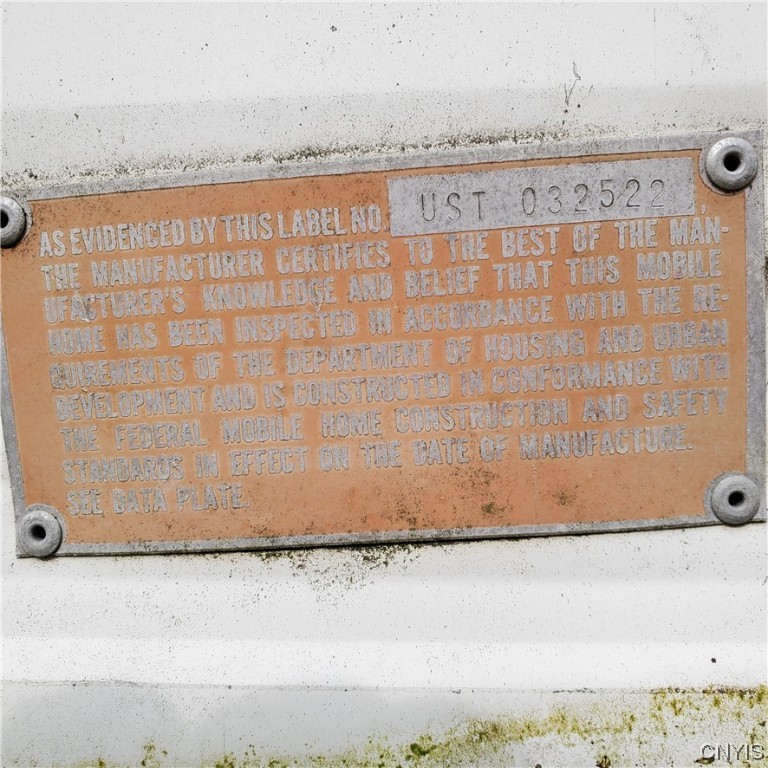 AS EVIDENCED BY THIS LABEL NO. UST 032522,
THE MANUFACTURER CERTIFIES TO THE BEST OF THE MAN-
UFACTURER'S KNOWLEDGE AND BELIEF THAT THIS MOBILE
HOME HAS BEEN INSPECTED IN ACCORDANCE WITH THE RE-
QUIREMENTS OF THE DEPARTMENT OF HOUSING AND URBAN
DEVELOPMENT AND IS CONSTRUCTED IN CONFORMANCE WITH
THE FEDERAL MOBILE HOME CONSTRUCTION AND SAFETY
STANDARDS IN EFFECT ON THE DATE OF MANUFACTURE.
SEE DATA PLATE.
CNYIS